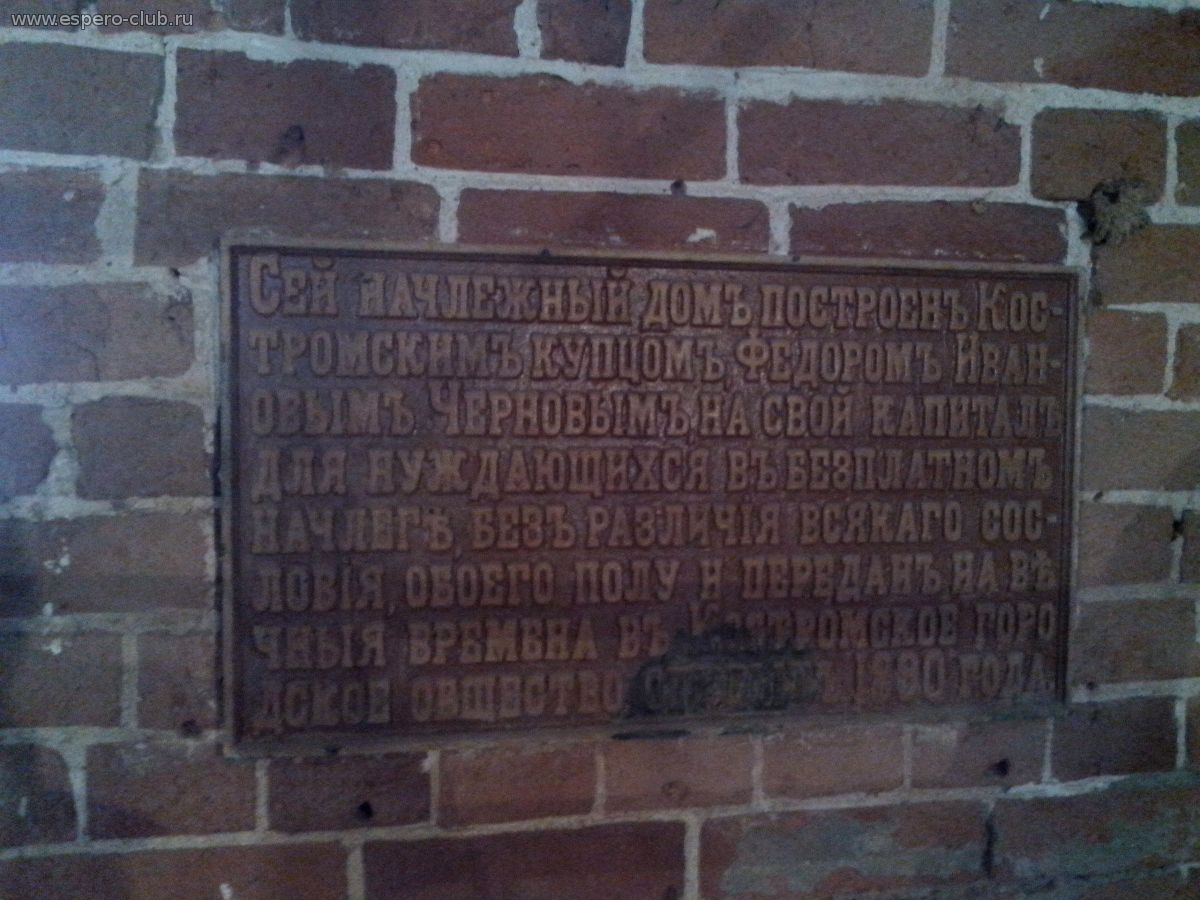 www.espero-club.ru
Сей начлежный домъ построенъ Кос-
тромскимъ купцомъ, Федоромъ Иван-
овымъ Черновымъ, на свой капиталъ
для нуждающихся въ безплатномъ
начлегѣ, безъ различія всякаго сос-
ловія, обоего полу и переданъ, на вѣ
чныя времена въ Костромское горо
дское общество 1880 года.